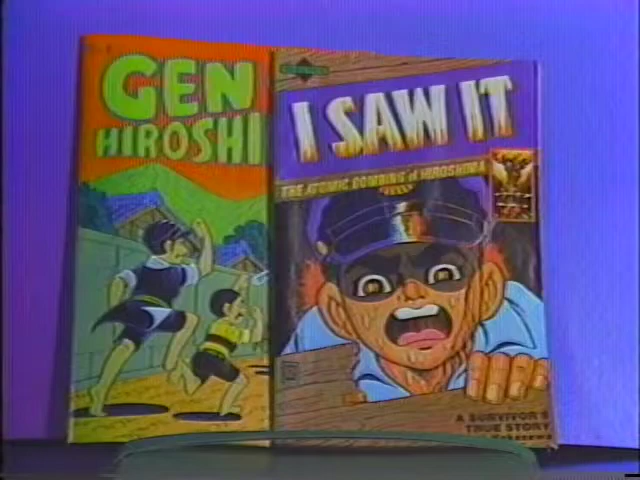 GEN
HIROSHI
I SAW IT
THE ATOMIC BOMBING of HIROSHIMA
A SURVIVOR'S
TRUE STORY